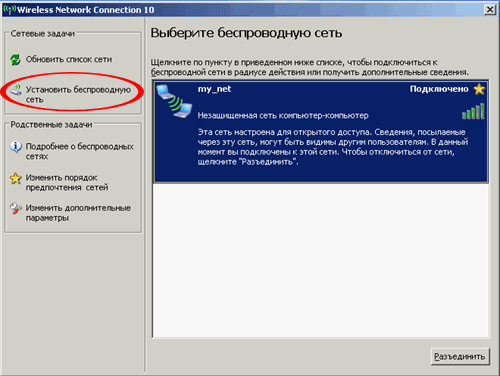 Wireless Network Connection 10
Сетевые задачи
Обновить список сети
Установить беспроводную
сеть
Родственные задачи
Подробнее о беспроводных
сетях
Изменить порядок
предпочтения сетей
Изменить дополнительные
параметры
Выберите беспроводную сеть
Щелкните по пункту в приведенном ниже списке, чтобы подключиться к
беспроводной сети в радиусе действия или получить дополнительные сведения.
my_net Подключено
Незащищенная сеть компьютер-компьютер
Эта сеть настроена для открытого доступа. Сведения, посылаемые
через эту сеть, могут быть видимы другим пользователям. В данный
момент вы подключены к этой сети. Чтобы отключиться от сети,
щелкните "Разъединить".
Разъединить